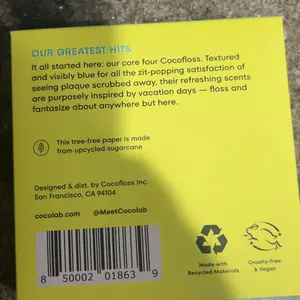 OUR GREATEST HITS
It all started here: our core four Cocofloss. Textured
and visibly blue for all the zit-popping satisfaction of
seeing plaque scrubbed away, their refreshing scents
are purposely inspired by vacation days — floss and
fantasize about anywhere but here.
This tree-free paper is made
from upcycled sugarcane
Designed & dist. by Cocofloss Inc.
San Francisco, CA 94104
cocolab.com @MeetCocolab
8 50002 01863 9
Made with
Recycled Materials
Cruelty-Free
& Vegan